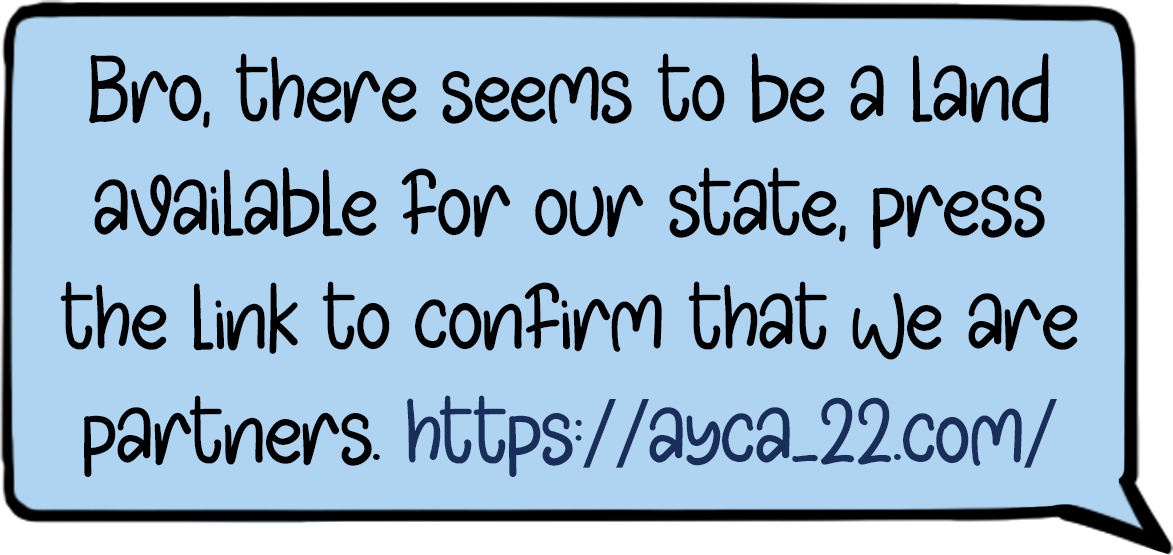 Bro, there seems to be a land
available for our state, press
the link to confirm that we are
partners. https://ayca_22.com/